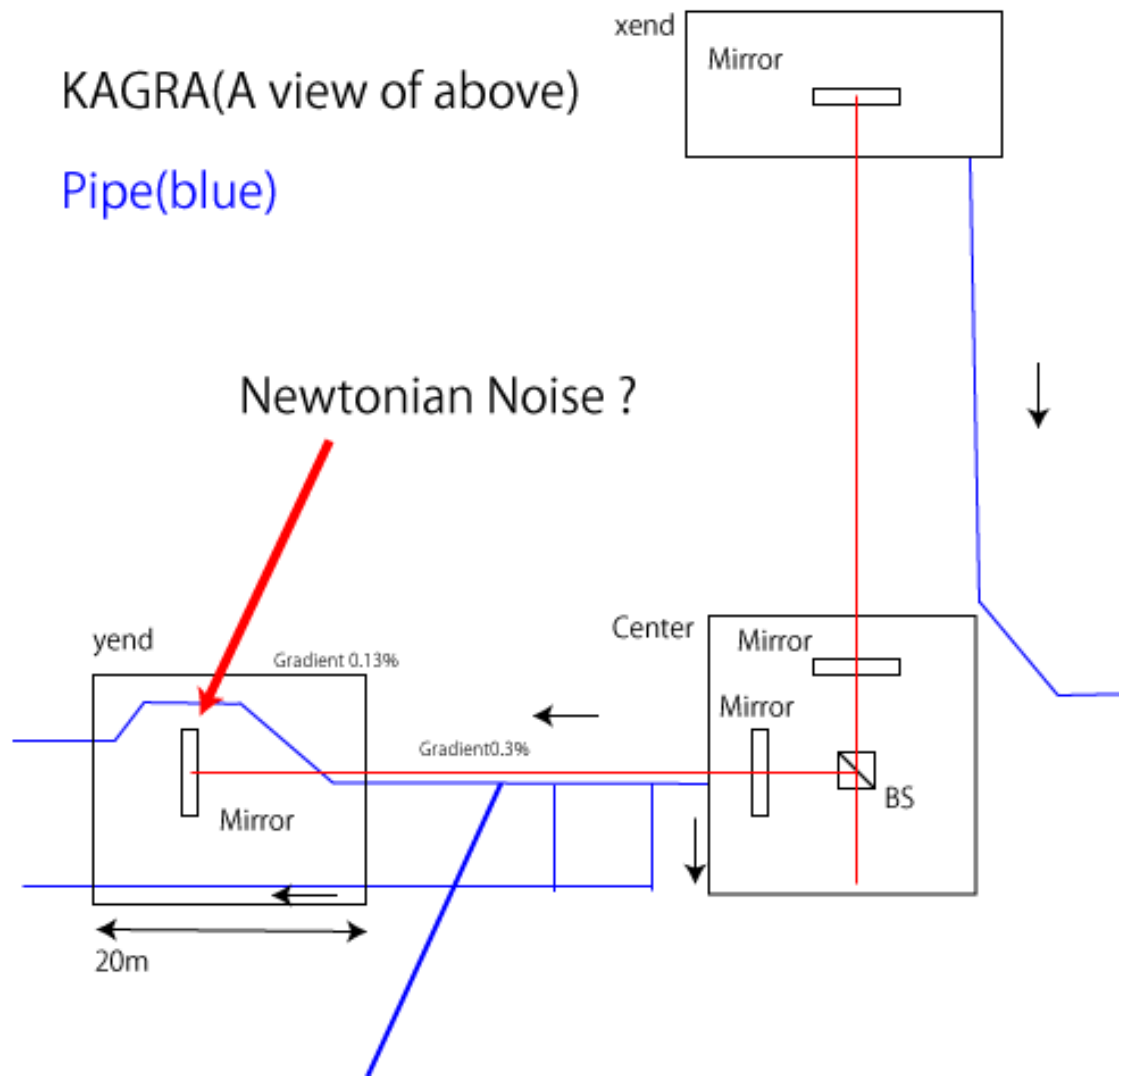 xend
Mirror
KAGRA(A view of above)
Pipe(blue)
Newtonian Noise ?
Center
Mirror
yend
Gradient 0.13%
Mirror
Gradient0.3%
BS
Mirror
20m